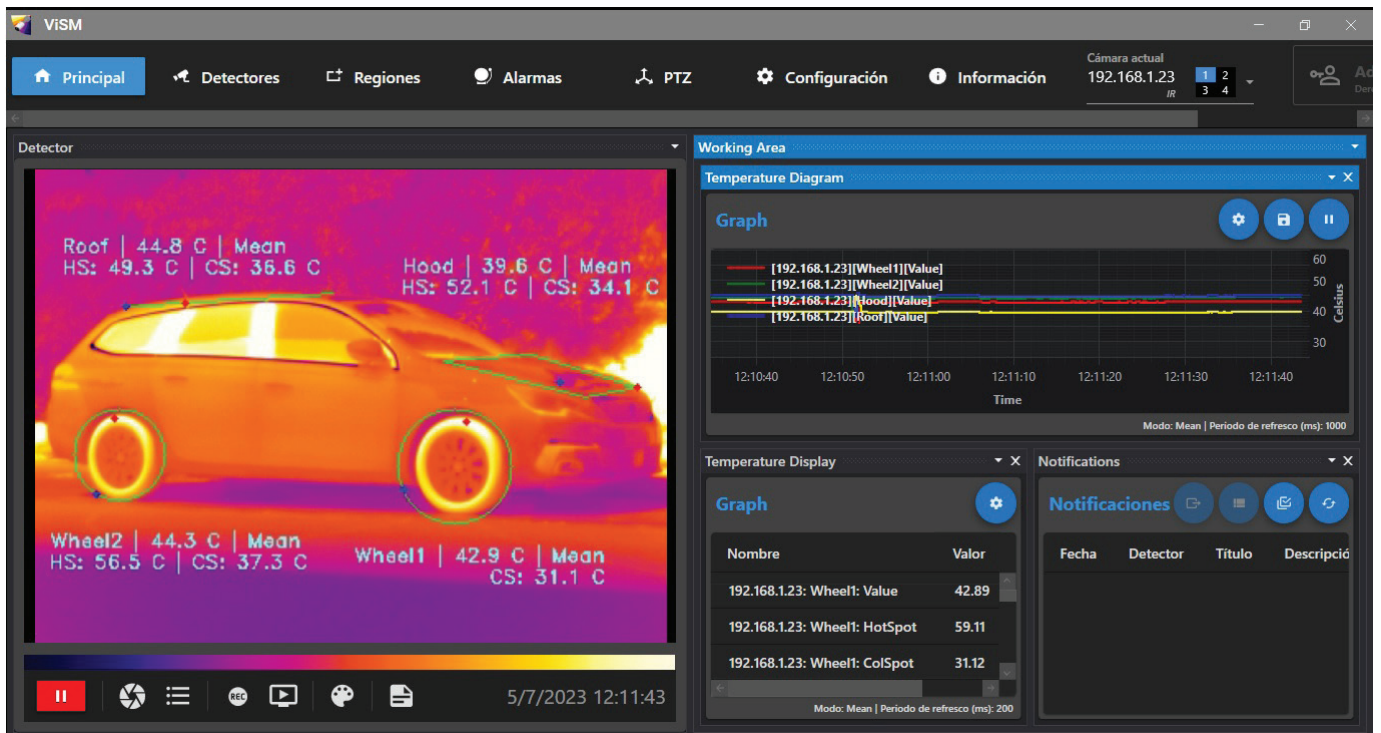 ViSM
Principal
Detectores
Regiones
Alarmas
PTZ
Configuración
Información
Cámara actual
192.168.1.23
IR
1 2
3 4
Ad
Dere
Detector
Roof | 44.8 C | Mean
HS: 49.3 C | CS: 36.6 C
Hood | 39.6 C | Mean
HS: 52.1 C | CS: 34.1 C
Wheel2 | 44.3 C | Mean
HS: 56.5 C | CS: 37.3 C
Wheel1 | 42.9 C | Mean
CS: 31.1 C
REC
5/7/2023 12:11:43
Working Area
Temperature Diagram
Graph
[192.168.1.23][Wheel1][Value]
[192.168.1.23][Wheel2][Value]
[192.168.1.23][Hood][Value]
[192.168.1.23][Roof][Value]
60
50
40
30
Celsius
12:10:40 12:10:50 12:11:00 12:11:10 12:11:20 12:11:30 12:11:40
Time
Modo: Mean | Periodo de refresco (ms): 1000
Temperature Display
Graph
Nombre Valor
192.168.1.23: Wheel1: Value 42.89
192.168.1.23: Wheel1: HotSpot 59.11
192.168.1.23: Wheel1: ColSpot 31.12
Modo: Mean | Periodo de refresco (ms): 200
Notifications
Notificaciones
Fecha Detector Título Descripció